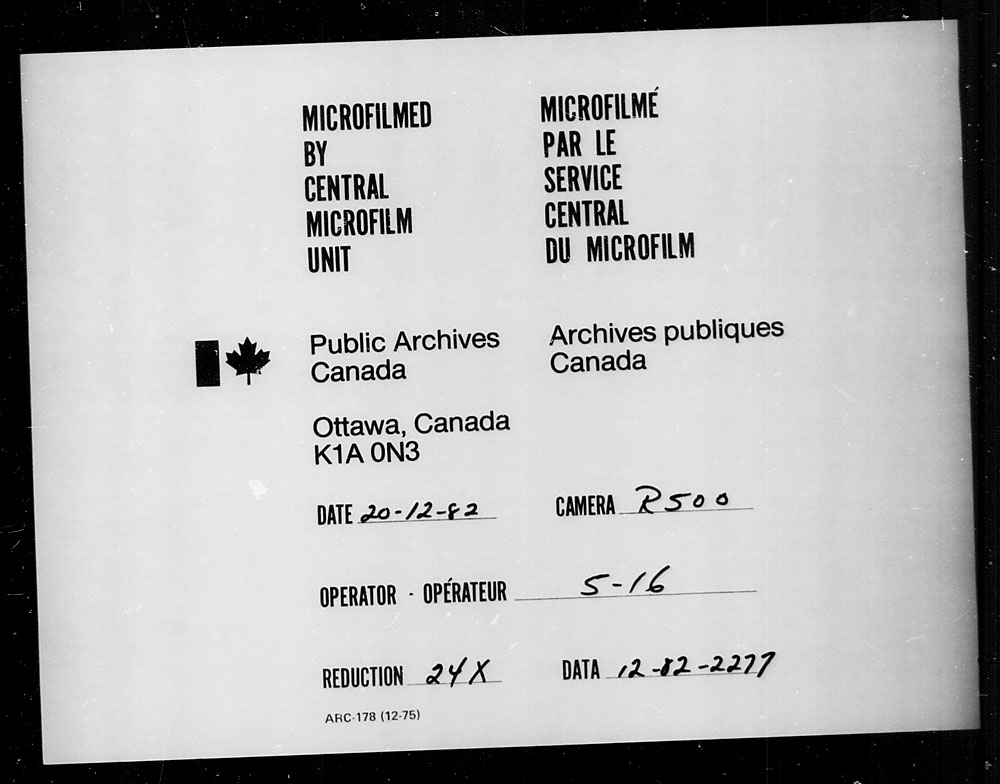 MICROFILMED
BY
CENTRAL
MICROFILM
UNIT
MICROFILMÉ
PAR LE
SERVICE
CENTRAL
DU MICROFILM
Public Archives
Canada
Archives publiques
Canada
Ottawa, Canada
K1A 0N3
DATE 20-12-82
CAMERA R500
OPERATOR - OPÉRATEUR 5-16
REDUCTION 24X
DATA 12-82-2277
ARC-178 (12-75)